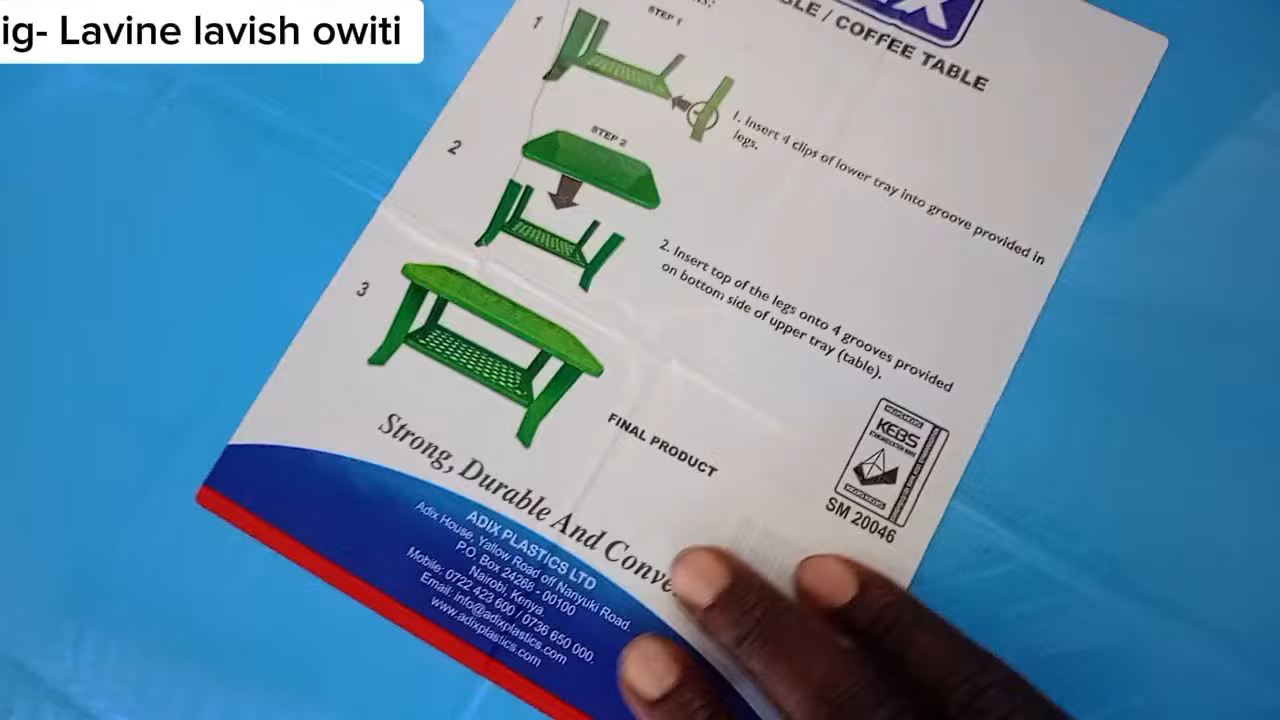 ig- Lavine lavish owiti
BLE / COFFEE TABLE
1
STEP 1
1. Insert 4 clips of lower tray into groove provided in
legs.
2
STEP 2
2. Insert top of the legs onto 4 grooves provided
on bottom side of upper tray (table).
3
FINAL PRODUCT
KEBS
SM 20046
Strong, Durable And Conve
ADIX PLASTICS LTD
Adix House, Yallow Road off Nanyuki Road.
P.O. Box 24268 - 00100
Nairobi, Kenya.
Mobile: 0722 423 600 / 0736 650 000.
Email: info@adixplastics.com
www.adixplastics.com